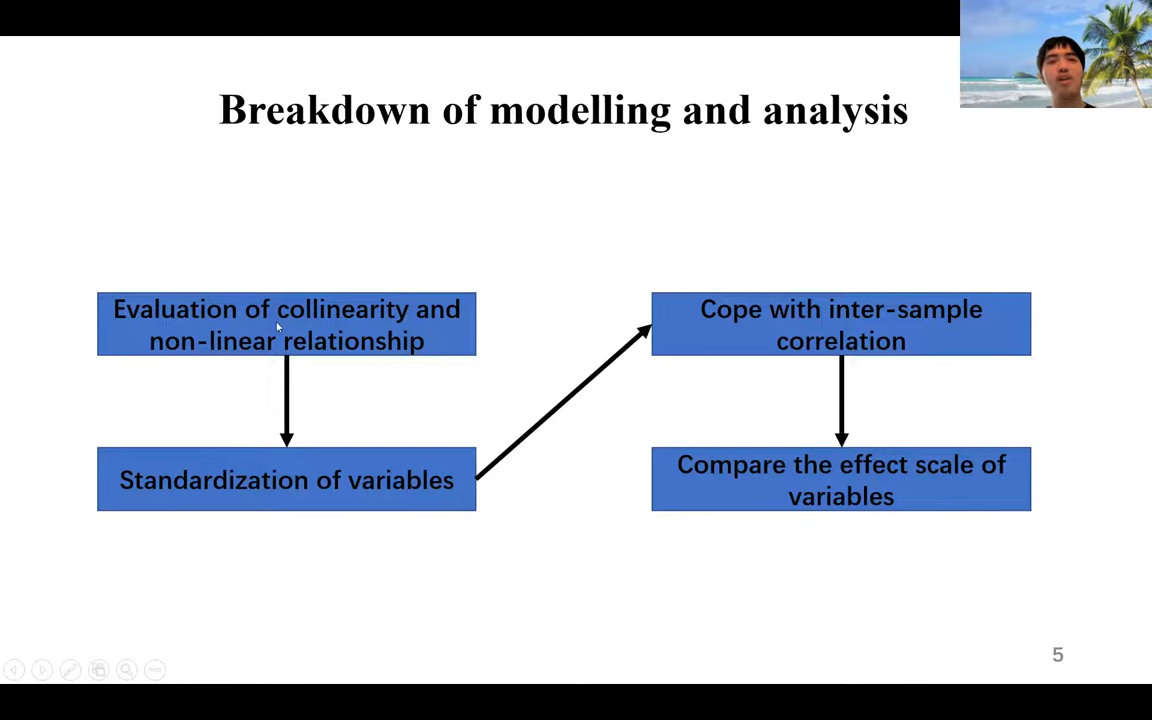 Breakdown of modelling and analysis
Evaluation of collinearity and
non-linear relationship
Standardization of variables
Cope with inter-sample
correlation
Compare the effect scale of
variables
5